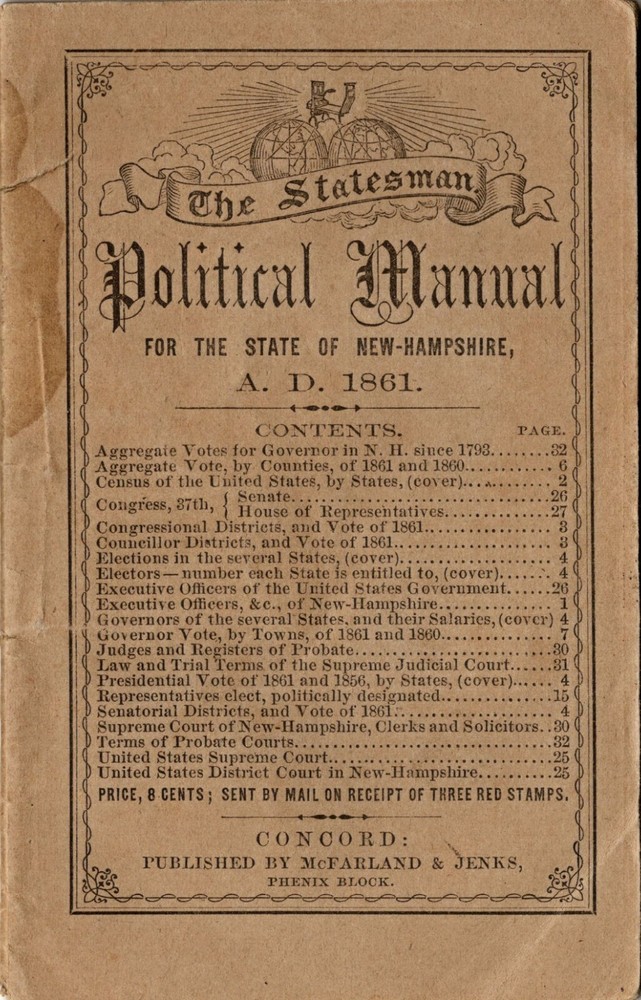 The Statesman
Political Manual
FOR THE STATE OF NEW-HAMPSHIRE,
A. D. 1861.
CONTENTS. PAGE.
Aggregate Votes for Governor in N. H. since 1793........32
Aggregate Vote, by Counties, of 1861 and 1860........... 6
Census of the United States, by States, (cover)........ 2
Congress, 37th, { Senate................................26
{ House of Representatives...............27
Congressional Districts, and Vote of 1861................ 3
Councillor Districts, and Vote of 1861.................... 3
Elections in the several States, (cover)................... 4
Electors—number each State is entitled to, (cover)....... 4
Executive Officers of the United States Government......26
Executive Officers, &c., of New-Hampshire............... 1
Governors of the several States, and their Salaries, (cover) 4
Governor Vote, by Towns, of 1861 and 1860............... 7
Judges and Registers of Probate..........................30
Law and Trial Terms of the Supreme Judicial Court......31
Presidential Vote of 1861 and 1856, by States, (cover)..... 4
Representatives elect, politically designated..............15
Senatorial Districts, and Vote of 1861.................... 4
Supreme Court of New-Hampshire, Clerks and Solicitors..30
Terms of Probate Courts..................................32
United States Supreme Court.............................25
United States District Court in New-Hampshire..........25
PRICE, 8 CENTS; SENT BY MAIL ON RECEIPT OF THREE RED STAMPS.
CONCORD:
PUBLISHED BY McFARLAND & JENKS,
PHENIX BLOCK.